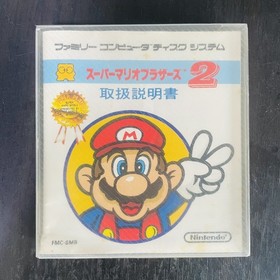 ファミリー コンピュータ ディスク システム
スーパーマリオブラザーズ 2
取扱説明書
M
Nintendo
FMC-SMB